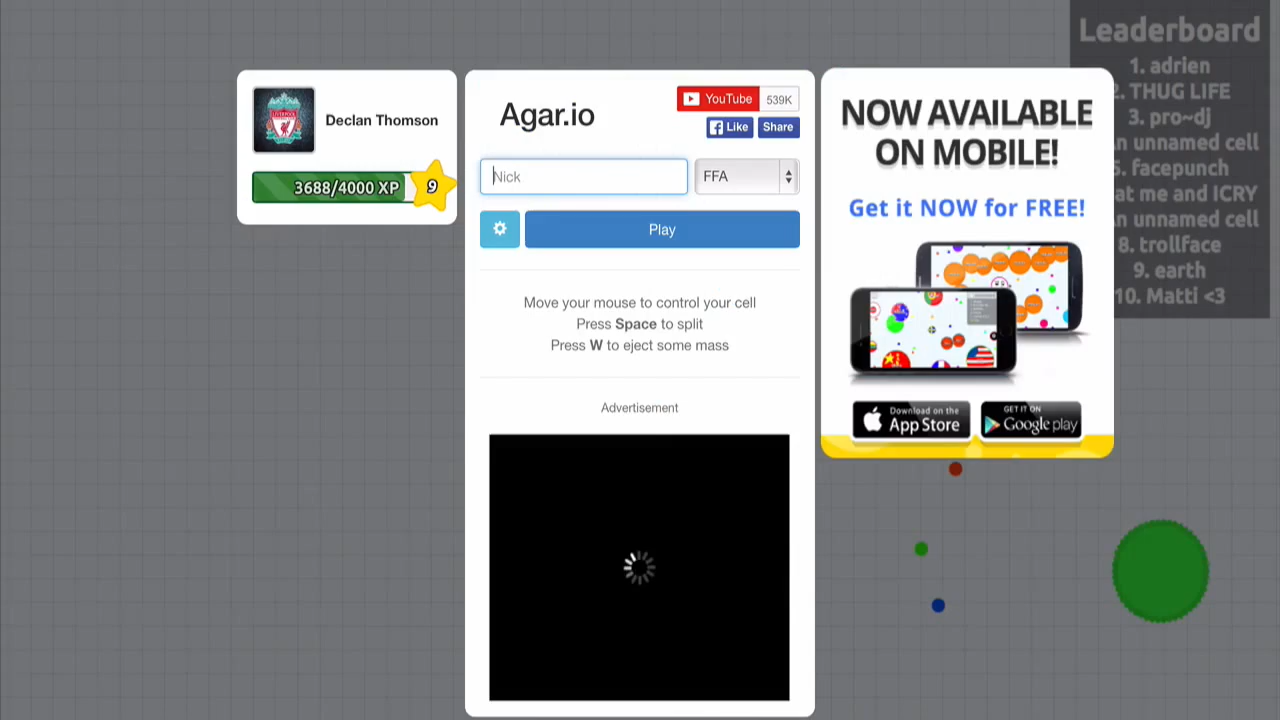 Declan Thomson
3688/4000 XP
9
Agar.io
YouTube 539K
Like Share
Nick
FFA
Play
Move your mouse to control your cell
Press Space to split
Press W to eject some mass
Advertisement
NOW AVAILABLE
ON MOBILE!
Get it NOW for FREE!
Download on the
App Store
GET IT ON
Google play
Leaderboard
1. adrien
2. THUG LIFE
3. pro~dj
unnamed cell
5. facepunch
me and ICRY
unnamed cell
8. trollface
9. earth
10. Matti <3